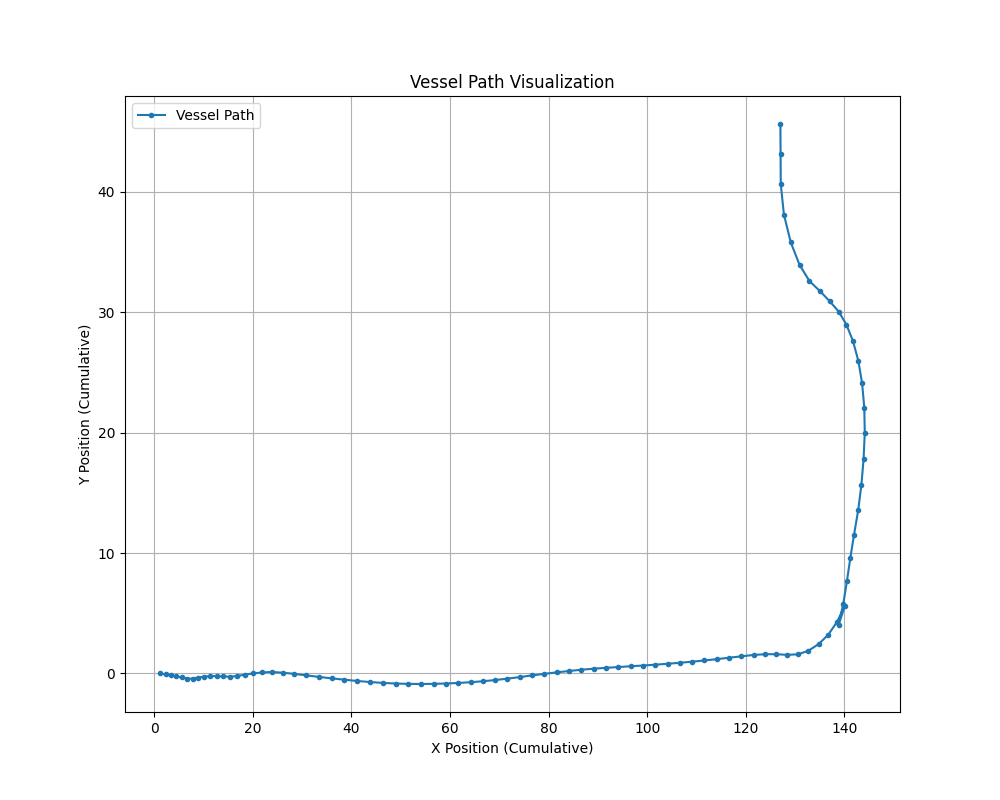 Vessel Path Visualization
Vessel Path
Y Position (Cumulative)
40
30
20
10
0
0 20 40 60 80 100 120 140
X Position (Cumulative)